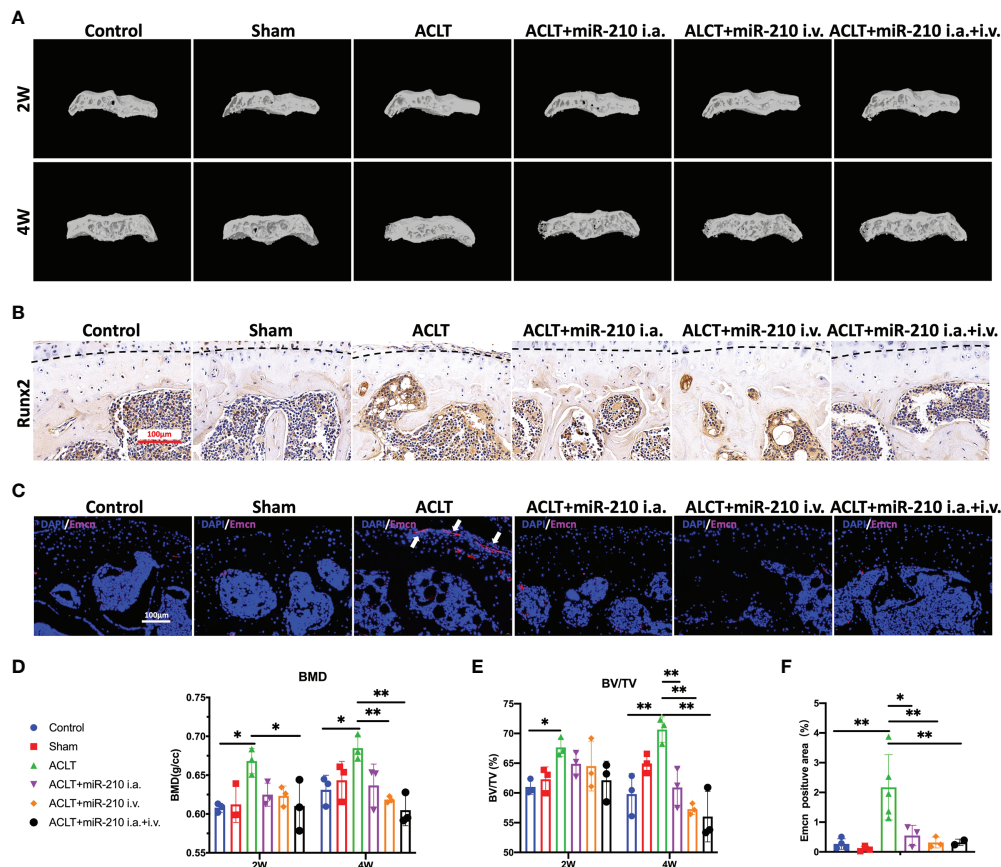 A
Control Sham ACLT ACLT+miR-210 i.a. ALCT+miR-210 i.v. ACLT+miR-210 i.a.+i.v.
2W
4W
B
Control Sham ACLT ACLT+miR-210 i.a. ALCT+miR-210 i.v. ACLT+miR-210 i.a.+i.v.
Runx2
100μm
C
Control Sham ACLT ACLT+miR-210 i.a. ALCT+miR-210 i.v. ACLT+miR-210 i.a.+i.v.
DAPI/Emcn DAPI/Emcn DAPI/Emcn DAPI/Emcn DAPI/Emcn DAPI/Emcn
100μm
D
Control
Sham
ACLT
ACLT+miR-210 i.a.
ACLT+miR-210 i.v.
ACLT+miR-210 i.a.+i.v.
BMD
BMD(g/cc)
0.75
0.70
0.65
0.60
0.55
* * * ** **
2W 4W
E
BV/TV
BV/TV (%)
75
70
65
60
55
50
* ** ** ** **
2W 4W
F
Emcn positure area (%)
5
4
3
2
1
0
** * ** **